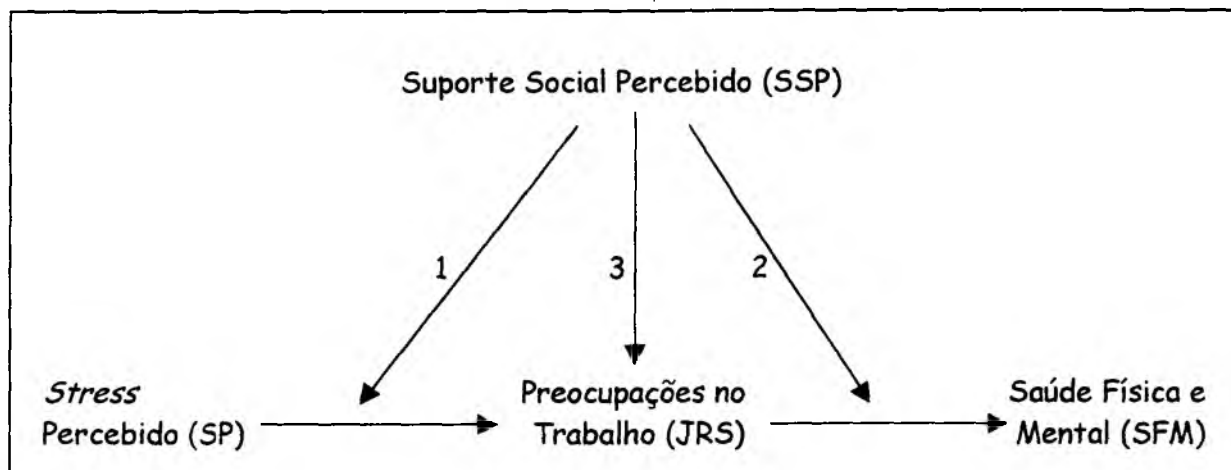 Suporte Social Percebido (SSP)
1
3
2
Stress
Percebido (SP)
Preocupações no
Trabalho (JRS)
Saúde Física e
Mental (SFM)